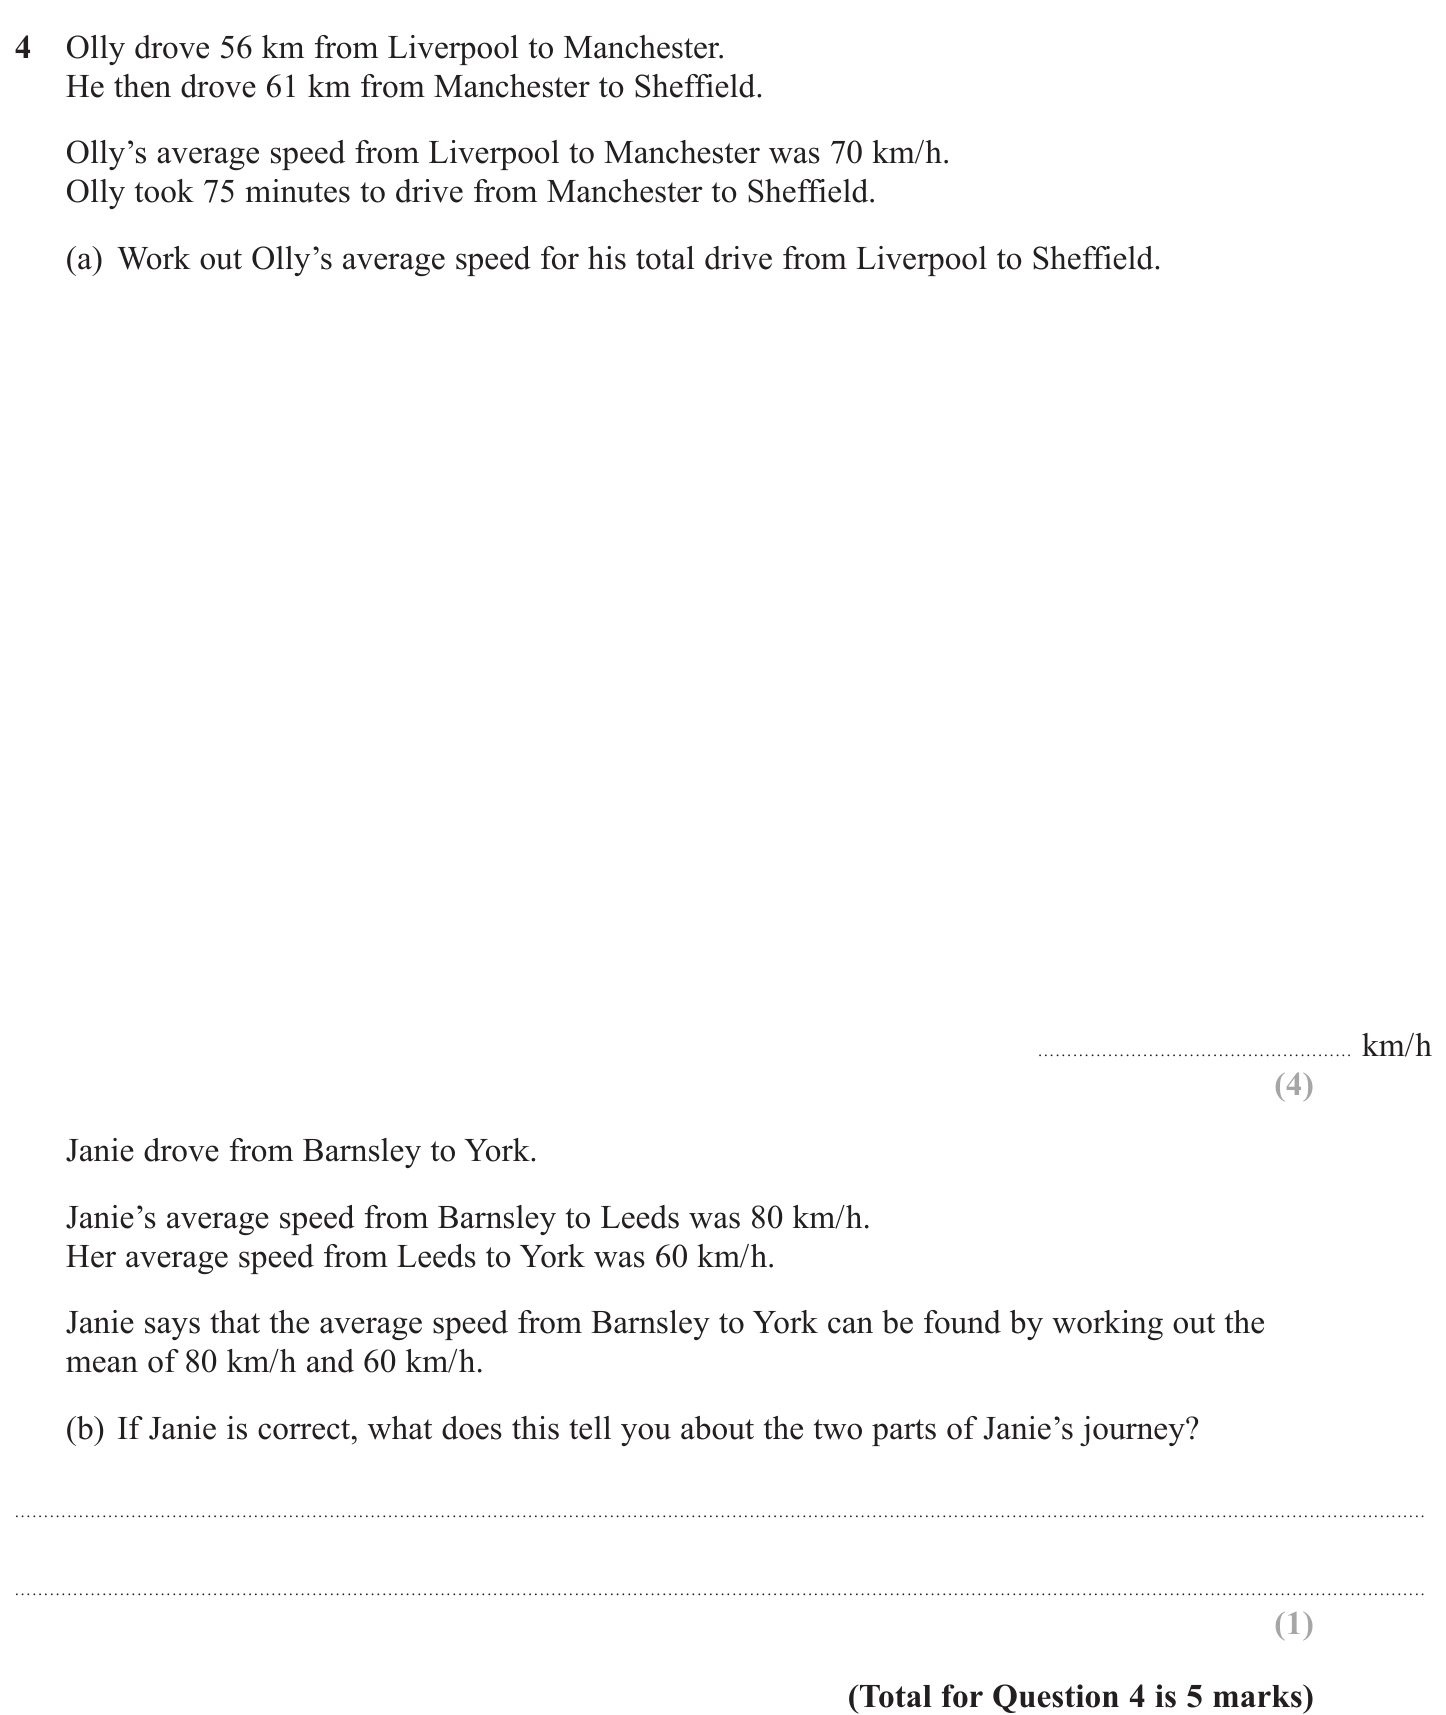 4 Olly drove 56 km from Liverpool to Manchester.
He then drove 61 km from Manchester to Sheffield.
Olly’s average speed from Liverpool to Manchester was 70 km/h.
Olly took 75 minutes to drive from Manchester to Sheffield.
(a) Work out Olly’s average speed for his total drive from Liverpool to Sheffield.
km/h
(4)
Janie drove from Barnsley to York.
Janie’s average speed from Barnsley to Leeds was 80 km/h.
Her average speed from Leeds to York was 60 km/h.
Janie says that the average speed from Barnsley to York can be found by working out the
mean of 80 km/h and 60 km/h.
(b) If Janie is correct, what does this tell you about the two parts of Janie’s journey?
(1)
(Total for Question 4 is 5 marks)